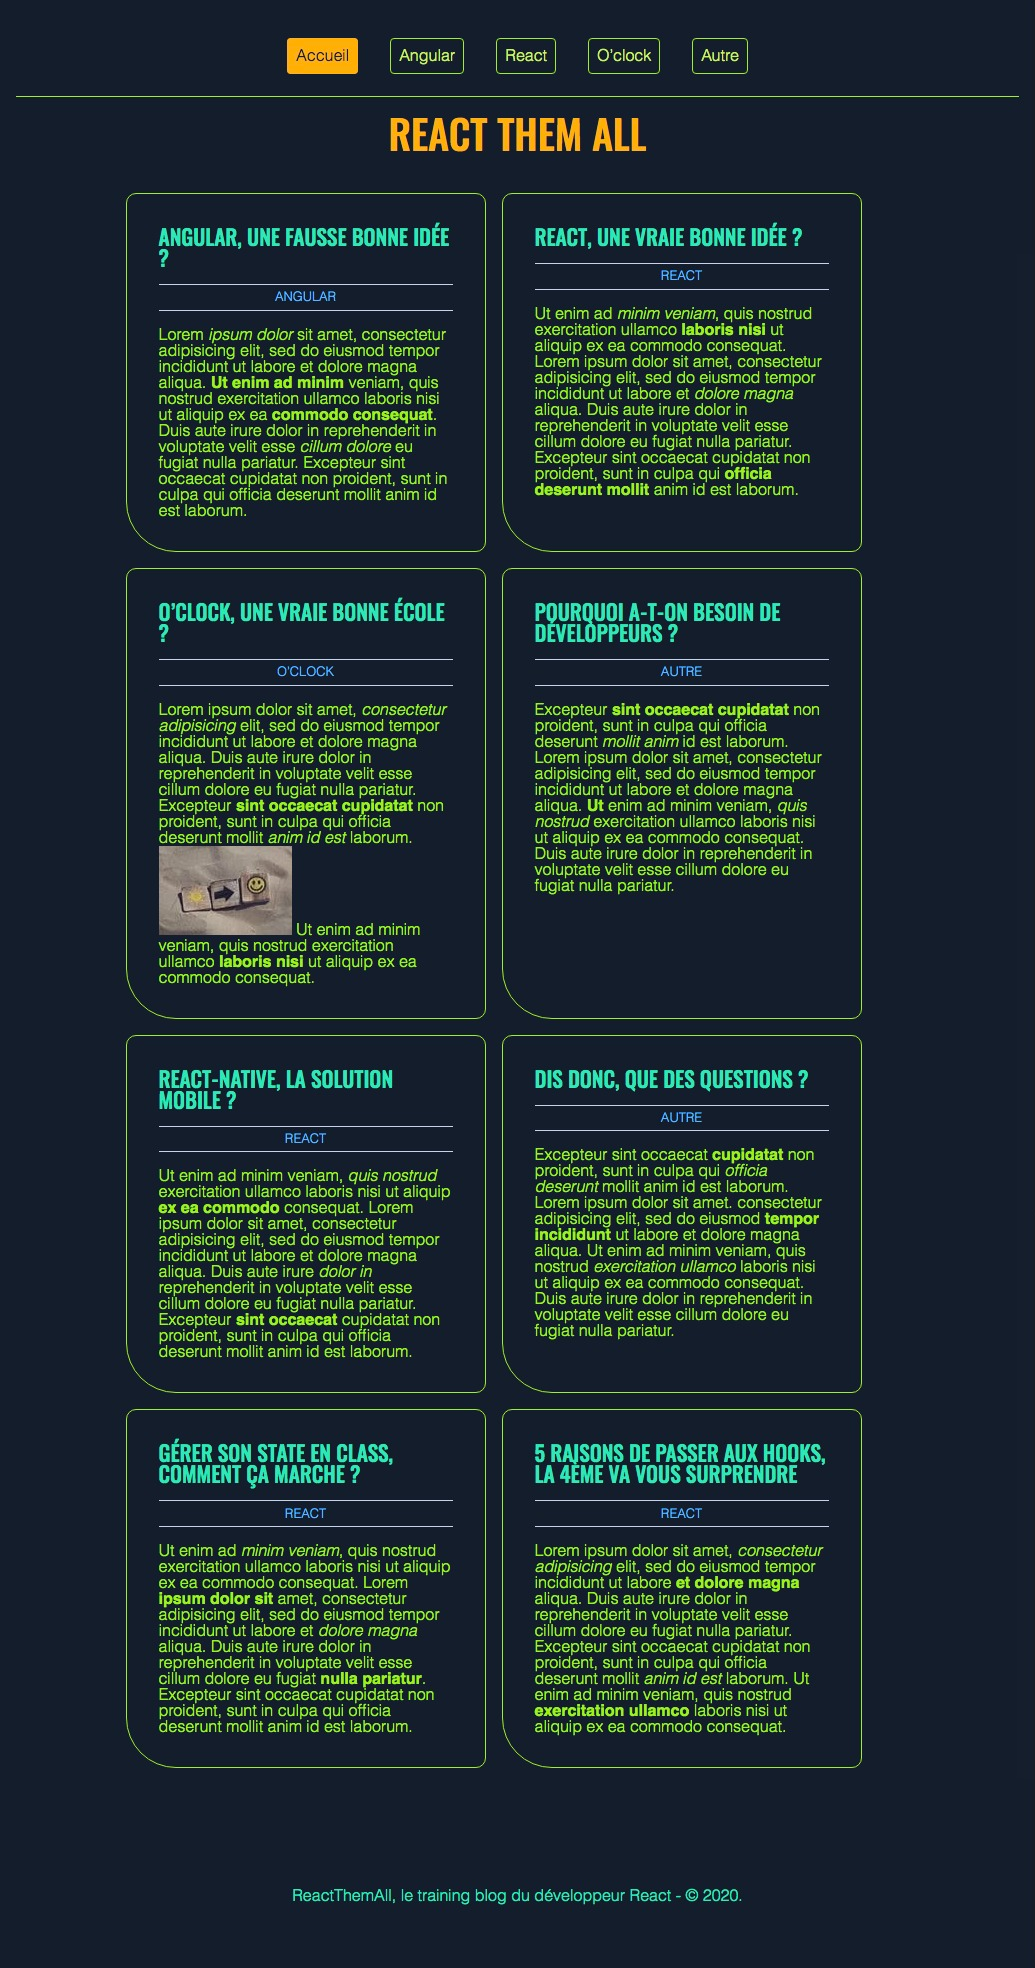 Accueil Angular React O'clock Autre
REACT THEM ALL
ANGULAR, UNE FAUSSE BONNE IDÉE
?
ANGULAR
Lorem ipsum dolor sit amet, consectetur
adipisicing elit, sed do eiusmod tempor
incididunt ut labore et dolore magna
aliqua. Ut enim ad minim veniam, quis
nostrud exercitation ullamco laboris nisi
ut aliquip ex ea commodo consequat.
Duis aute irure dolor in reprehenderit in
voluptate velit esse cillum dolore eu
fugiat nulla pariatur. Excepteur sint
occaecat cupidatat non proident, sunt in
culpa qui officia deserunt mollit anim id
est laborum.
REACT, UNE VRAIE BONNE IDÉE ?
REACT
Ut enim ad minim veniam, quis nostrud
exercitation ullamco laboris nisi ut
aliquip ex ea commodo consequat.
Lorem ipsum dolor sit amet, consectetur
adipisicing elit, sed do eiusmod tempor
incididunt ut labore et dolore magna
aliqua. Duis aute irure dolor in
reprehenderit in voluptate velit esse
cillum dolore eu fugiat nulla pariatur.
Excepteur sint occaecat cupidatat non
proident, sunt in culpa qui officia
deserunt mollit anim id est laborum.
O'CLOCK, UNE VRAIE BONNE ÉCOLE
?
O'CLOCK
Lorem ipsum dolor sit amet, consectetur
adipisicing elit, sed do eiusmod tempor
incididunt ut labore et dolore magna
aliqua. Duis aute irure dolor in
reprehenderit in voluptate velit esse
cillum dolore eu fugiat nulla pariatur.
Excepteur sint occaecat cupidatat non
proident, sunt in culpa qui officia
deserunt mollit anim id est laborum.
Ut enim ad minim
veniam, quis nostrud exercitation
ullamco laboris nisi ut aliquip ex ea
commodo consequat.
POURQUOI A-T-ON BESOIN DE
DÉVELOPPEURS ?
AUTRE
Excepteur sint occaecat cupidatat non
proident, sunt in culpa qui officia
deserunt mollit anim id est laborum.
Lorem ipsum dolor sit amet, consectetur
adipisicing elit, sed do eiusmod tempor
incididunt ut labore et dolore magna
aliqua. Ut enim ad minim veniam, quis
nostrud exercitation ullamco laboris nisi
ut aliquip ex ea commodo consequat.
Duis aute irure dolor in reprehenderit in
voluptate velit esse cillum dolore eu
fugiat nulla pariatur.
REACT-NATIVE, LA SOLUTION
MOBILE ?
REACT
Ut enim ad minim veniam, quis nostrud
exercitation ullamco laboris nisi ut aliquip
ex ea commodo consequat. Lorem
ipsum dolor sit amet, consectetur
adipisicing elit, sed do eiusmod tempor
incididunt ut labore et dolore magna
aliqua. Duis aute irure dolor in
reprehenderit in voluptate velit esse
cillum dolore eu fugiat nulla pariatur.
Excepteur sint occaecat cupidatat non
proident, sunt in culpa qui officia
deserunt mollit anim id est laborum.
DIS DONC, QUE DES QUESTIONS ?
AUTRE
Excepteur sint occaecat cupidatat non
proident, sunt in culpa qui officia
deserunt mollit anim id est laborum.
Lorem ipsum dolor sit amet. consectetur
adipisicing elit, sed do eiusmod tempor
incididunt ut labore et dolore magna
aliqua. Ut enim ad minim veniam, quis
nostrud exercitation ullamco laboris nisi
ut aliquip ex ea commodo consequat.
Duis aute irure dolor in reprehenderit in
voluptate velit esse cillum dolore eu
fugiat nulla pariatur.
GÉRER SON STATE EN CLASS,
COMMENT ÇA MARCHE ?
REACT
Ut enim ad minim veniam, quis nostrud
exercitation ullamco laboris nisi ut aliquip
ex ea commodo consequat. Lorem
ipsum dolor sit amet, consectetur
adipisicing elit, sed do eiusmod tempor
incididunt ut labore et dolore magna
aliqua. Duis aute irure dolor in
reprehenderit in voluptate velit esse
cillum dolore eu fugiat nulla pariatur.
Excepteur sint occaecat cupidatat non
proident, sunt in culpa qui officia
deserunt mollit anim id est laborum.
5 RAISONS DE PASSER AUX HOOKS,
LA 4ÈME VA VOUS SURPRENDRE
REACT
Lorem ipsum dolor sit amet, consectetur
adipisicing elit, sed do eiusmod tempor
incididunt ut labore et dolore magna
aliqua. Duis aute irure dolor in
reprehenderit in voluptate velit esse
cillum dolore eu fugiat nulla pariatur.
Excepteur sint occaecat cupidatat non
proident, sunt in culpa qui officia
deserunt mollit anim id est laborum. Ut
enim ad minim veniam, quis nostrud
exercitation ullamco laboris nisi ut
aliquip ex ea commodo consequat.
ReactThemAll, le training blog du développeur React - © 2020.